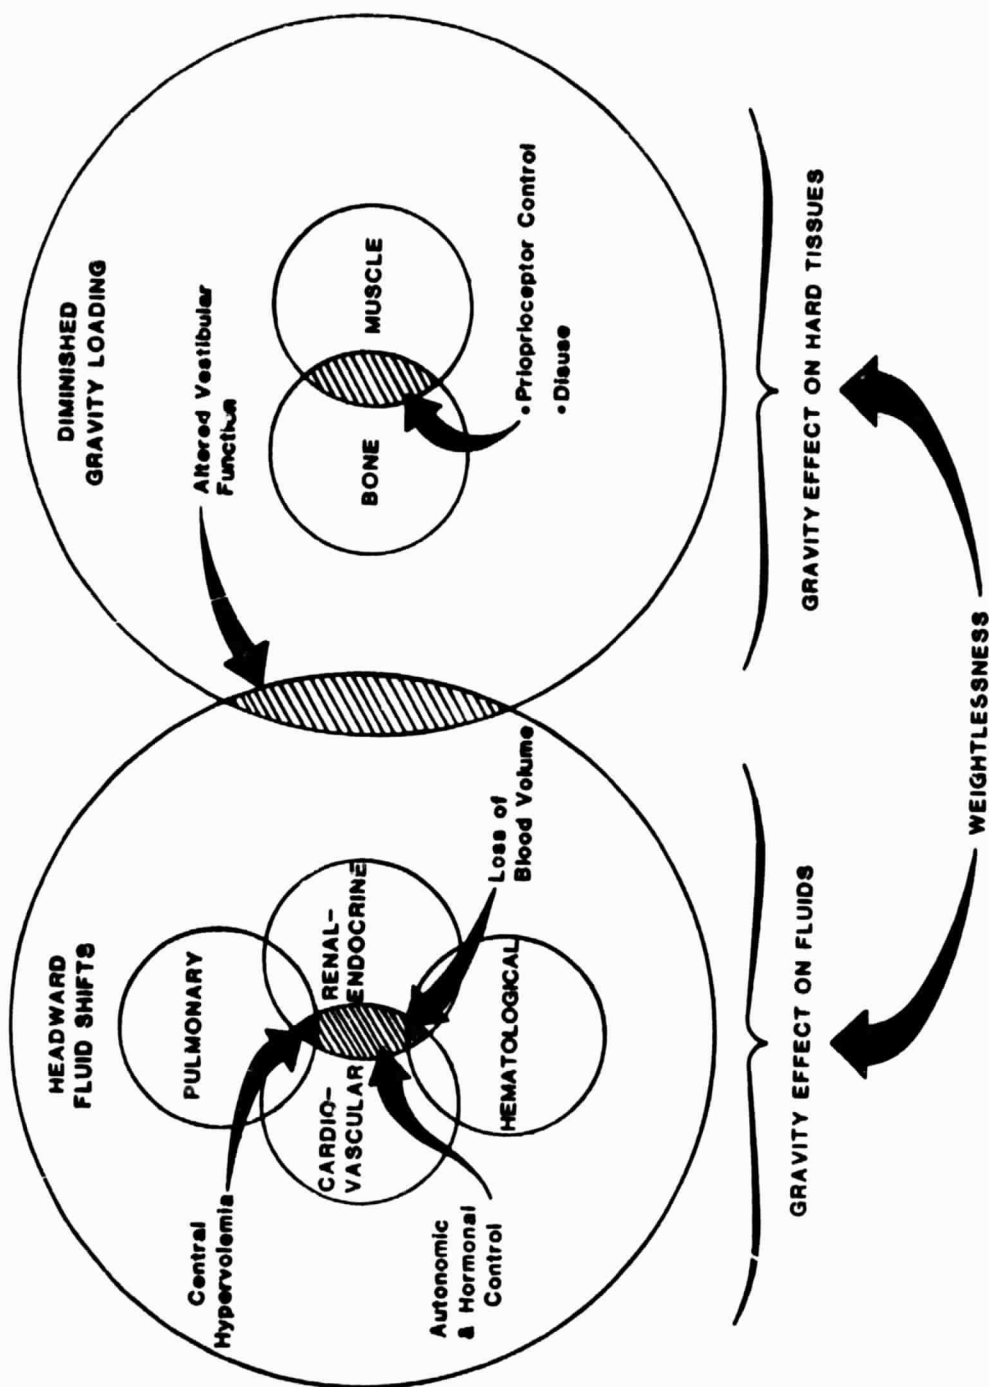 HEADWARD
FLUID SHIFTS
PULMONARY
CARDIO-
VASCULAR
RENAL-
ENDOCRINE
HEMATOLOGICAL
Central
Hypervolemia
Autonomic
& Hormonal
Control
Loss of
Blood Volume
Altered Vestibular
Function
DIMINISHED
GRAVITY LOADING
BONE
MUSCLE
•Prioprioceptor Control
•Disuse
GRAVITY EFFECT ON FLUIDS
GRAVITY EFFECT ON HARD TISSUES
WEIGHTLESSNESS